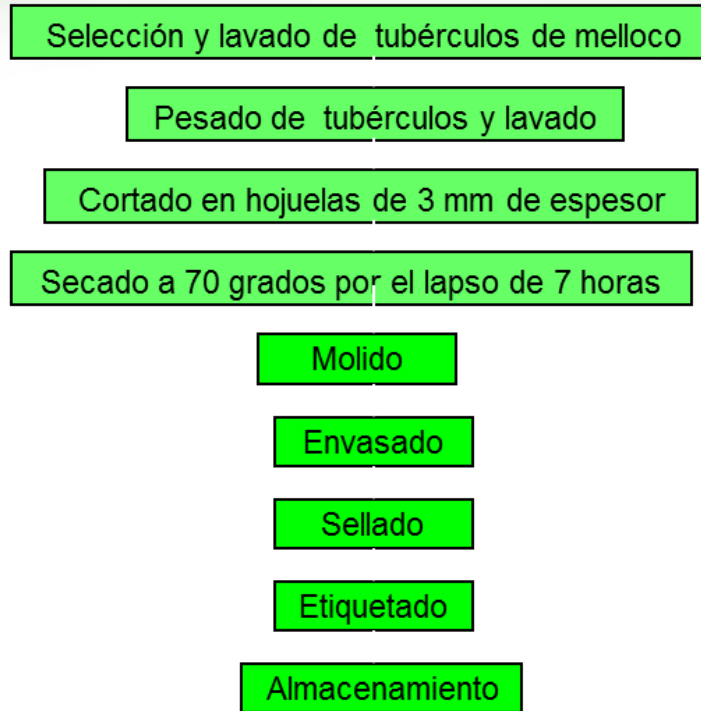 Selección y lavado de tubérculos de melloco
Pesado de tubérculos y lavado
Cortado en hojuelas de 3 mm de espesor
Secado a 70 grados por el lapso de 7 horas
Molido
Envasado
Sellado
Etiquetado
Almacenamiento